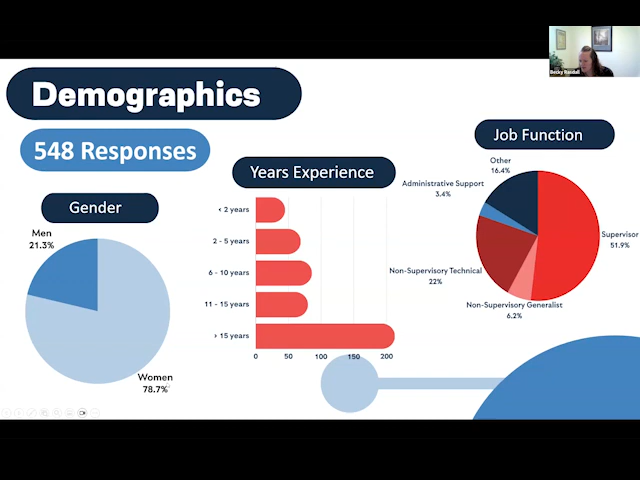 Becky Randall
Demographics
548 Responses
Gender
Men
21.3%
Women
78.7%
Years Experience
< 2 years
2 - 5 years
6 - 10 years
11 - 15 years
> 15 years
0 50 100 150 200
Job Function
Other
16.4%
Administrative Support
3.4%
Supervisor
51.9%
Non-Supervisory Technical
22%
Non-Supervisory Generalist
6.2%